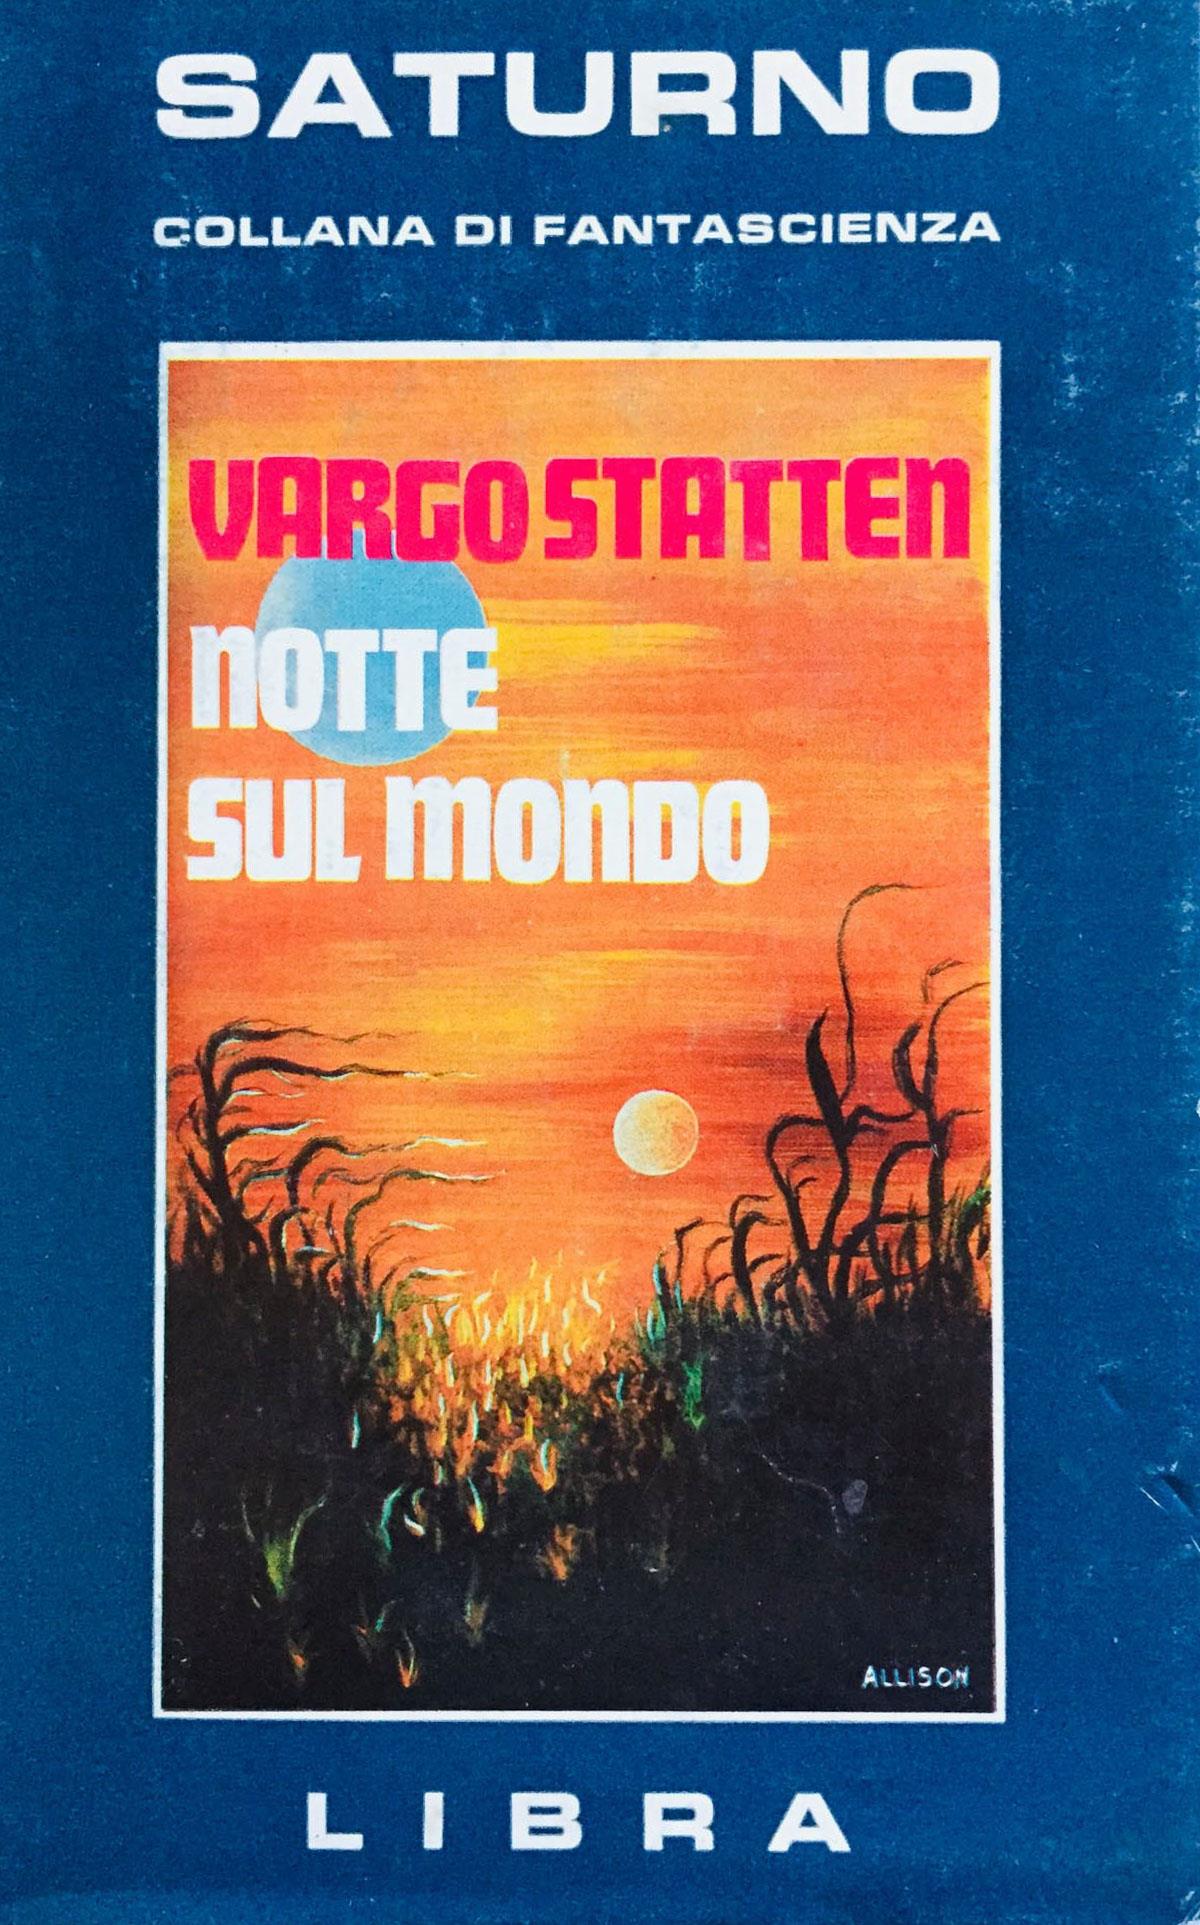 SATURNO
COLLANA DI FANTASCIENZA
VARGO STATTEN
NOTTE
SUL MONDO
ALLISON
LIBRA